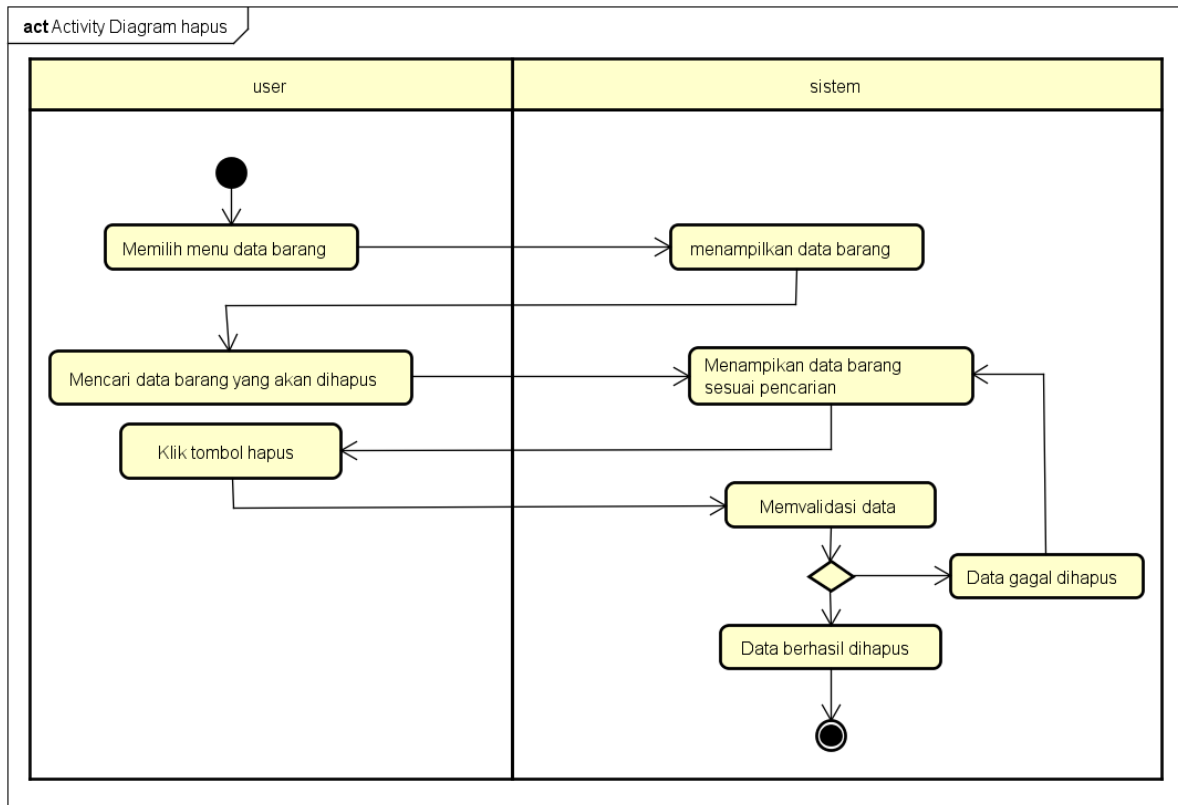 act Activity Diagram hapus
user
sistem
Memilih menu data barang
menampilkan data barang
Mencari data barang yang akan dihapus
Menampikan data barang
sesuai pencarian
Klik tombol hapus
Memvalidasi data
Data gagal dihapus
Data berhasil dihapus